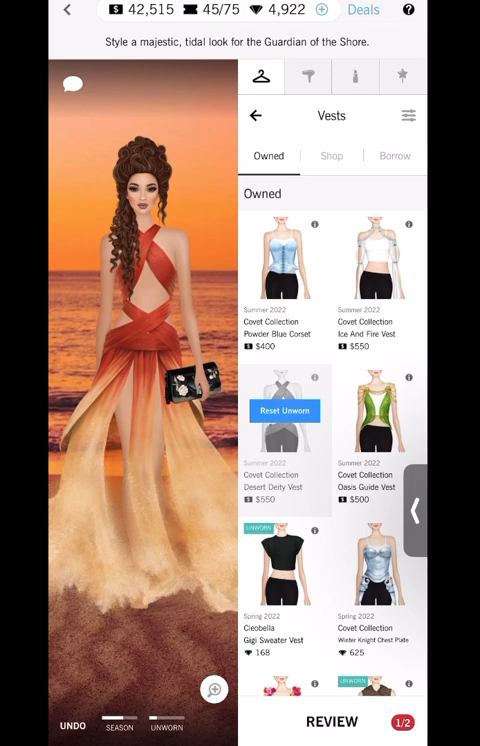 42,515 45/75 4,922 Deals
Style a majestic, tidal look for the Guardian of the Shore.
Vests
Owned Shop Borrow
Owned
Summer 2022
Covet Collection
Powder Blue Corset
$ $400
Summer 2022
Covet Collection
Ice And Fire Vest
$ $550
Reset Unworn
Summer 2022
Covet Collection
Desert Deity Vest
$ $550
Summer 2022
Covet Collection
Oasis Guide Vest
$ $500
UNWORN
Spring 2022
Cleobella
Gigi Sweater Vest
168
Spring 2022
Covet Collection
Winter Knight Chest Plate
625
UNWORN
UNDO SEASON UNWORN
REVIEW 1/2